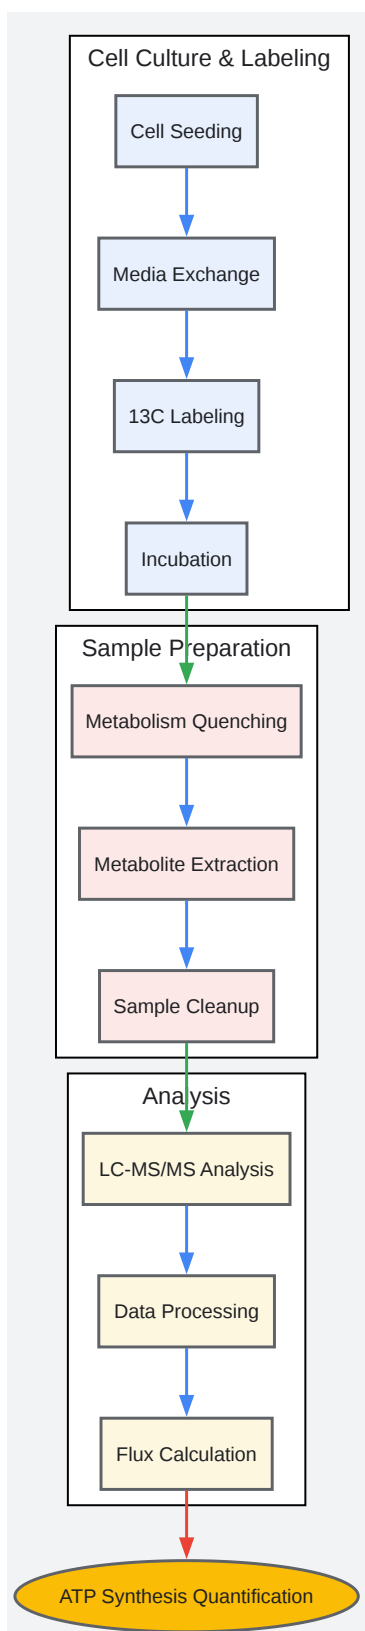 Cell Culture & Labeling
Cell Seeding
Media Exchange
13C Labeling
Incubation
Sample Preparation
Metabolism Quenching
Metabolite Extraction
Sample Cleanup
Analysis
LC-MS/MS Analysis
Data Processing
Flux Calculation
ATP Synthesis Quantification